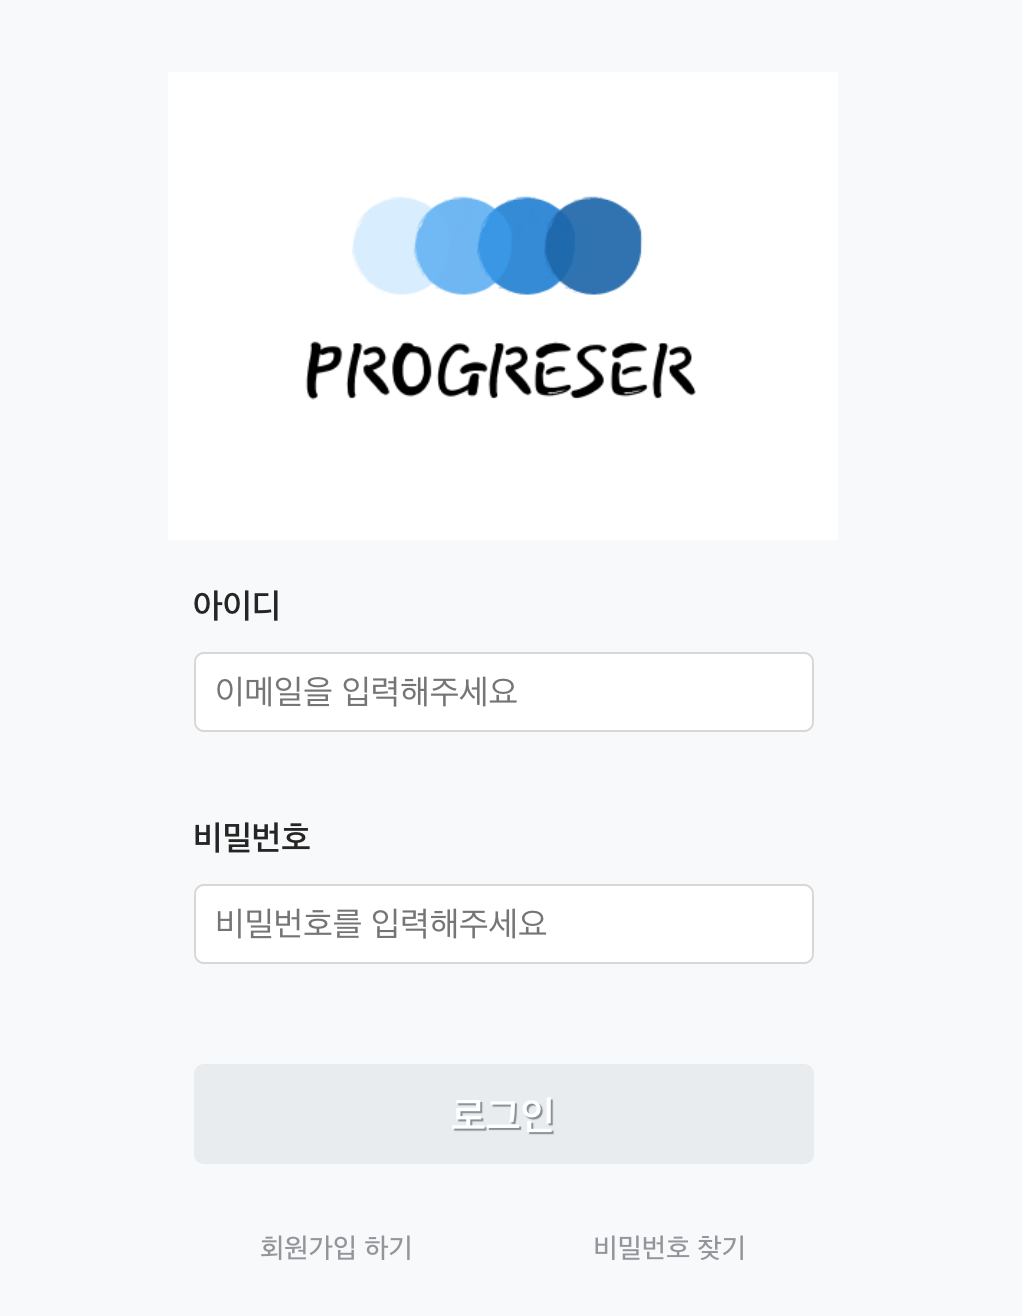 PROGRESER
아이디
이메일을 입력해주세요
비밀번호
비밀번호를 입력해주세요
로그인
회원가입 하기
비밀번호 찾기